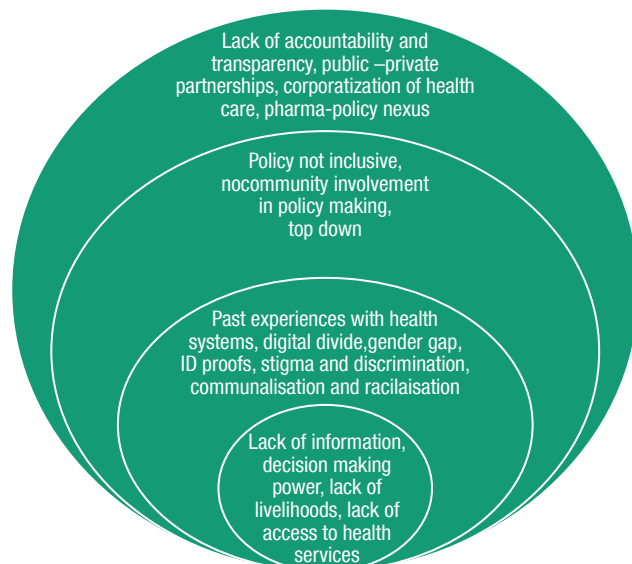 Lack of accountability and
transparency, public –private
partnerships, corporatization of health
care, pharma-policy nexus
Policy not inclusive,
nocommunity involvement
in policy making,
top down
Past experiences with health
systems, digital divide,gender gap,
ID proofs, stigma and discrimination,
communalisation and racilaisation
Lack of information,
decision making
power, lack of
livelihoods, lack of
access to health
services